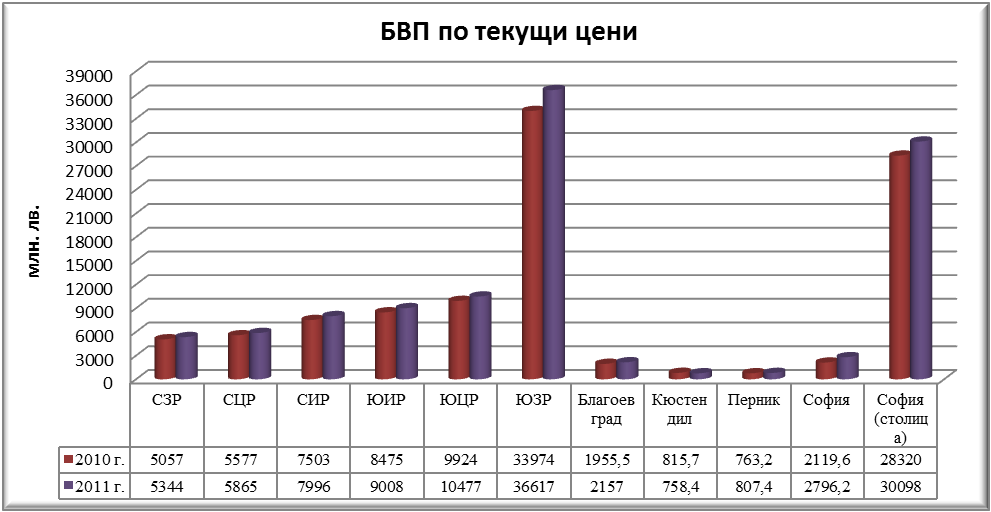 БВП по текущи цени
млн. лв.
39000
36000
33000
30000
27000
24000
21000
18000
15000
12000
9000
6000
3000
0
СЗР СЦР СИР ЮИР ЮЦР ЮЗР Благоев Кюстен Перник София София
град дил (столиц
а)
2010 г. 5057 5577 7503 8475 9924 33974 1955,5 815,7 763,2 2119,6 28320
2011 г. 5344 5865 7996 9008 10477 36617 2157 758,4 807,4 2796,2 30098